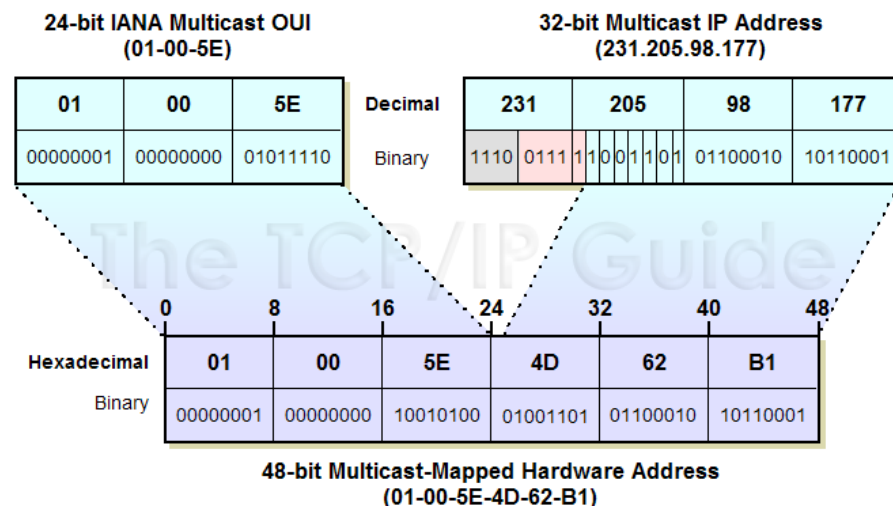 24-bit IANA Multicast OUI
(01-00-5E)
32-bit Multicast IP Address
(231.205.98.177)
01 00 5E Decimal 231 205 98 177
00000001 00000000 01011110 Binary 1110 0111 1 1 0 0 1 1 0 1 01100010 10110001
The TCP/IP Guide
0 8 16 24 32 40 48
Hexadecimal 01 00 5E 4D 62 B1
Binary 00000001 00000000 10010100 01001101 01100010 10110001
48-bit Multicast-Mapped Hardware Address
(01-00-5E-4D-62-B1)